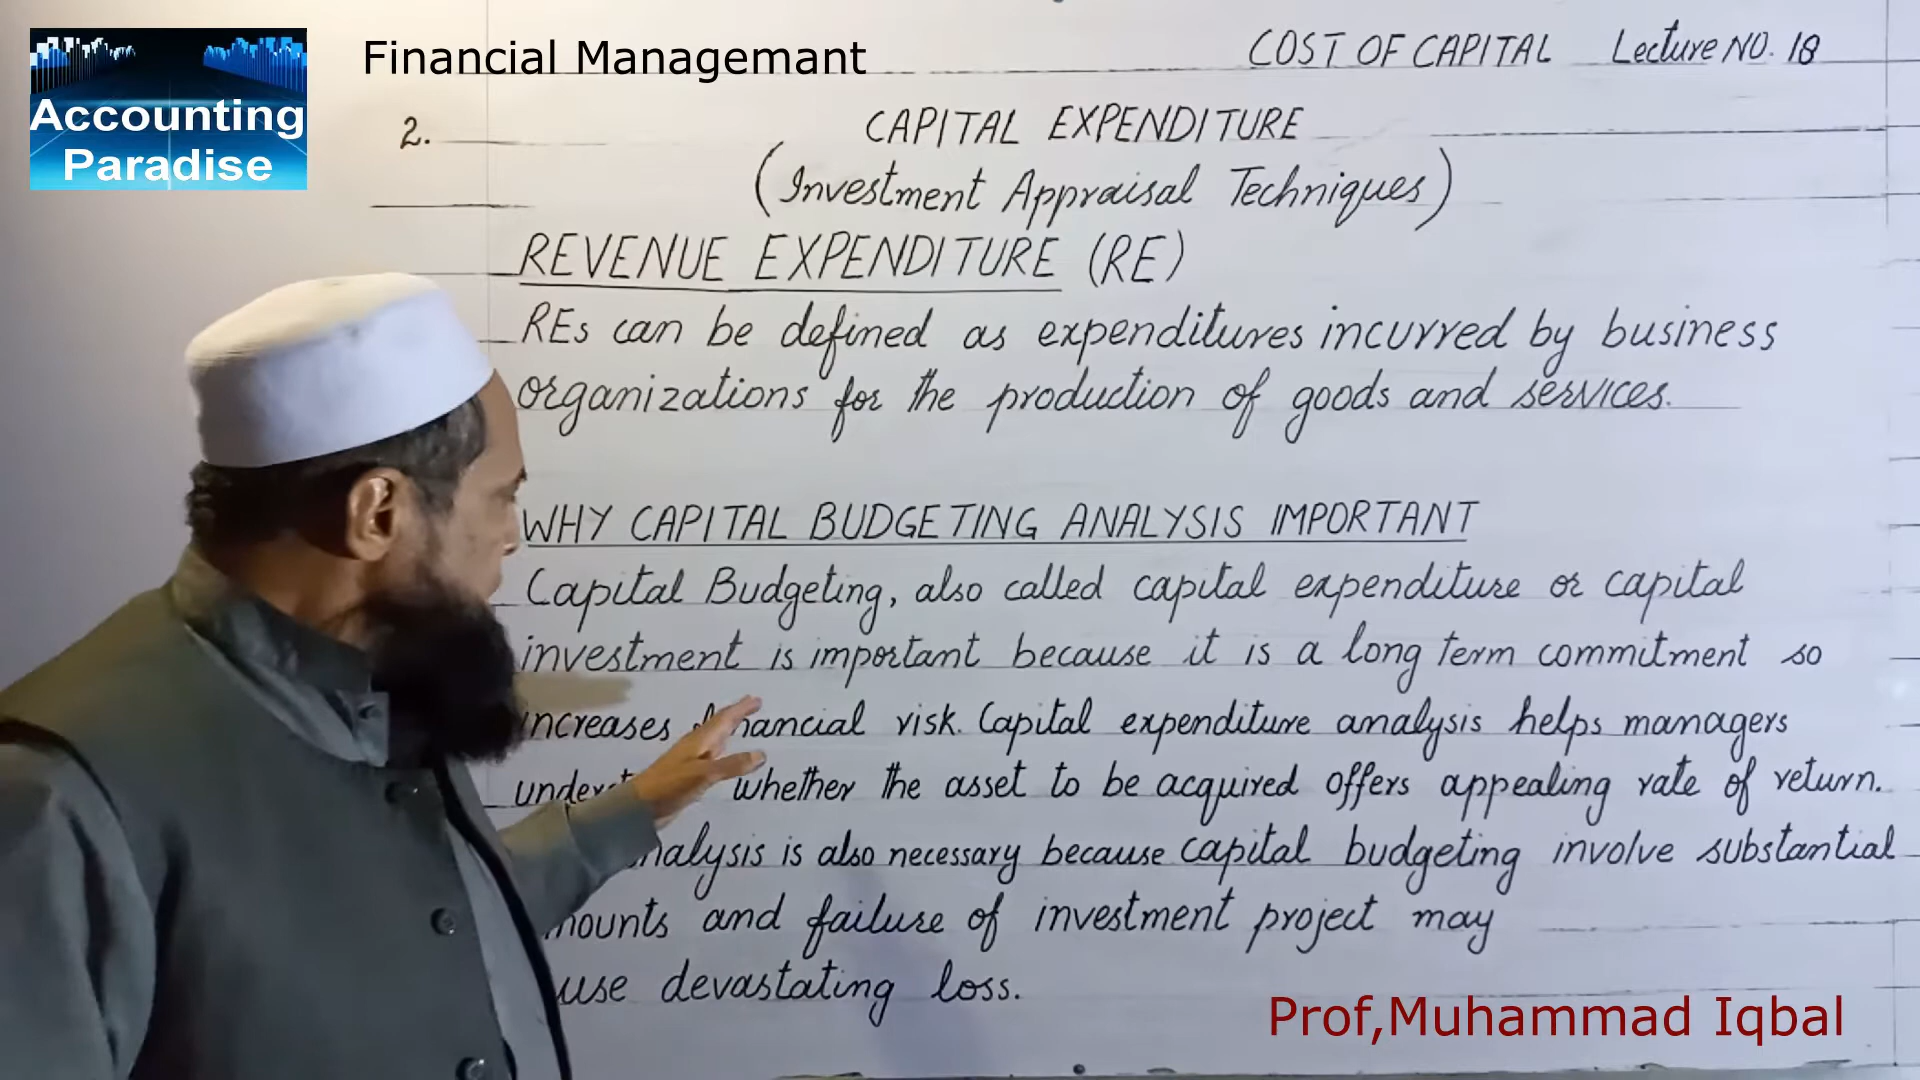 Accounting
Paradise
Financial Managemant
COST OF CAPITAL Lecture NO. 18
2. CAPITAL EXPENDITURE
(Investment Appraisal Techniques)
REVENUE EXPENDITURE (RE)
REs can be defined as expenditures incurred by business
organizations for the production of goods and services.
WHY CAPITAL BUDGETING ANALYSIS IMPORTANT
Capital Budgeting, also called capital expenditure or capital
investment is important because it is a long term commitment so
increases financial risk. Capital expenditure analysis helps managers
whether the asset to be acquired offers appealing rate of return.
is also necessary because capital budgeting involve substantial
and failure of investment project may
devastating loss.
Prof,Muhammad Iqbal